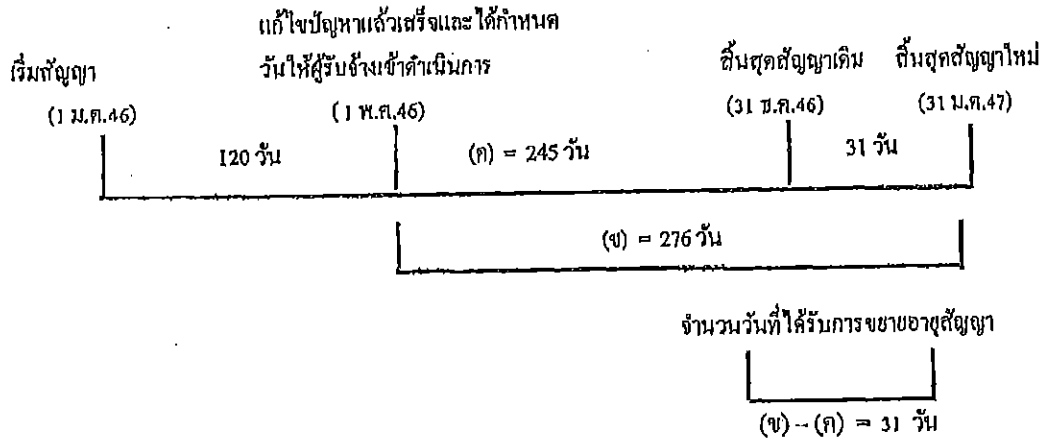 แก้ไขปัญหาแล้วเสร็จและได้กำหนด
เริ่มสัญญา วันให้ผู้รับจ้างเข้าดำเนินการ สิ้นสุดสัญญาเดิม สิ้นสุดสัญญาใหม่
(1 ม.ค.46) (1 พ.ค.46) (31 ธ.ค.46) (31 ม.ค.47)
120 วัน (ค) = 245 วัน 31 วัน
(ข) = 276 วัน
จำนวนวันที่ได้รับการขยายอายุสัญญา
(ข) – (ค) = 31 วัน